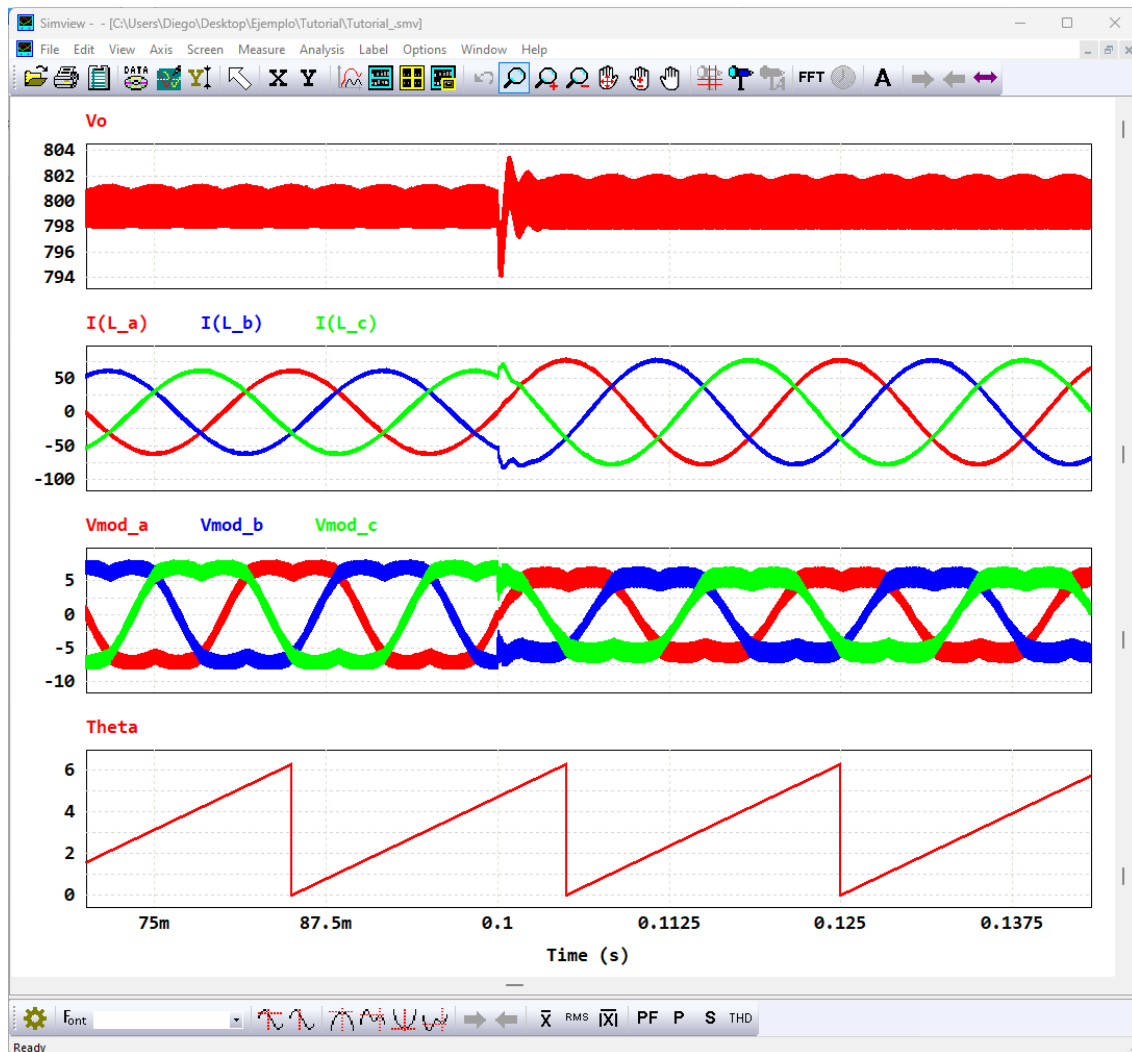 Simview - - [C:\Users\Diego\Desktop\Ejemplo\Tutorial\Tutorial_.smv]
File Edit View Axis Screen Measure Analysis Label Options Window Help
DATA Y X Y FFT TA A
Vo
804
802
800
798
796
794
I(L_a) I(L_b) I(L_c)
50
0
-50
-100
Vmod_a Vmod_b Vmod_c
5
0
-5
-10
Theta
6
4
2
0
75m 87.5m 0.1 0.1125 0.125 0.1375
Time (s)
Font X RMS |X| PF P S THD
Ready